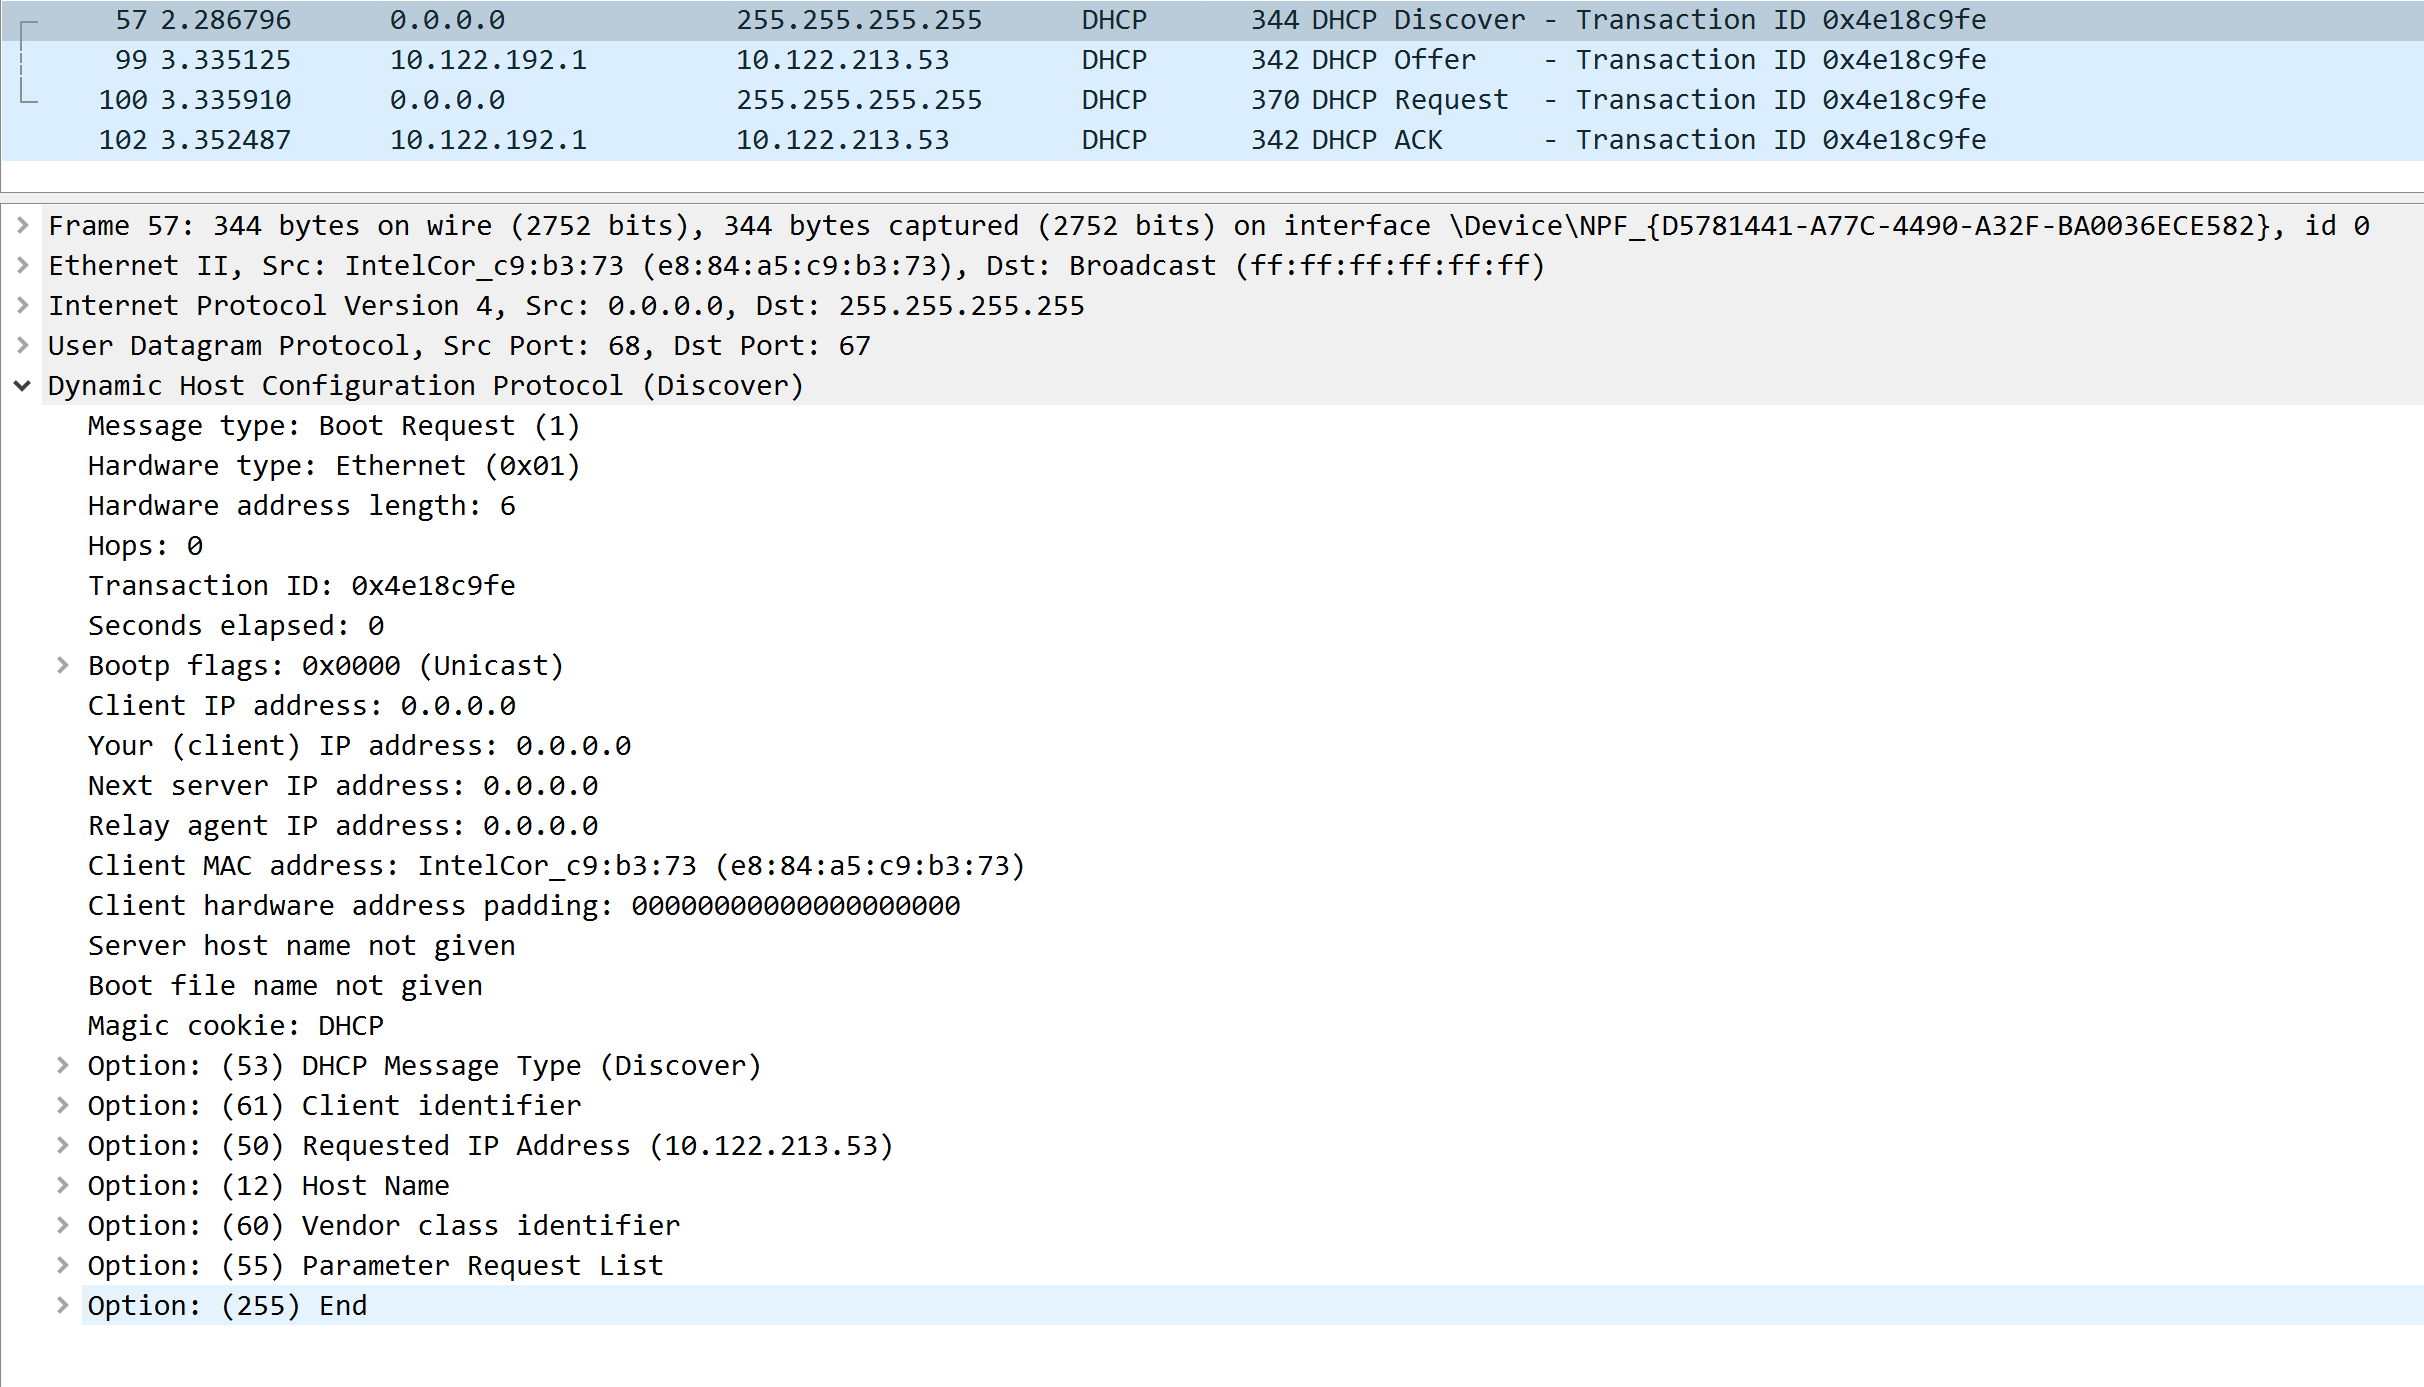 57 2.286796 0.0.0.0 255.255.255.255 DHCP 344 DHCP Discover - Transaction ID 0x4e18c9fe
99 3.335125 10.122.192.1 10.122.213.53 DHCP 342 DHCP Offer - Transaction ID 0x4e18c9fe
100 3.335910 0.0.0.0 255.255.255.255 DHCP 370 DHCP Request - Transaction ID 0x4e18c9fe
102 3.352487 10.122.192.1 10.122.213.53 DHCP 342 DHCP ACK - Transaction ID 0x4e18c9fe
Frame 57: 344 bytes on wire (2752 bits), 344 bytes captured (2752 bits) on interface \Device\NPF_{D5781441-A77C-4490-A32F-BA0036ECE582}, id 0
Ethernet II, Src: IntelCor_c9:b3:73 (e8:84:a5:c9:b3:73), Dst: Broadcast (ff:ff:ff:ff:ff:ff)
Internet Protocol Version 4, Src: 0.0.0.0, Dst: 255.255.255.255
User Datagram Protocol, Src Port: 68, Dst Port: 67
Dynamic Host Configuration Protocol (Discover)
Message type: Boot Request (1)
Hardware type: Ethernet (0x01)
Hardware address length: 6
Hops: 0
Transaction ID: 0x4e18c9fe
Seconds elapsed: 0
Bootp flags: 0x0000 (Unicast)
Client IP address: 0.0.0.0
Your (client) IP address: 0.0.0.0
Next server IP address: 0.0.0.0
Relay agent IP address: 0.0.0.0
Client MAC address: IntelCor_c9:b3:73 (e8:84:a5:c9:b3:73)
Client hardware address padding: 00000000000000000000
Server host name not given
Boot file name not given
Magic cookie: DHCP
Option: (53) DHCP Message Type (Discover)
Option: (61) Client identifier
Option: (50) Requested IP Address (10.122.213.53)
Option: (12) Host Name
Option: (60) Vendor class identifier
Option: (55) Parameter Request List
Option: (255) End